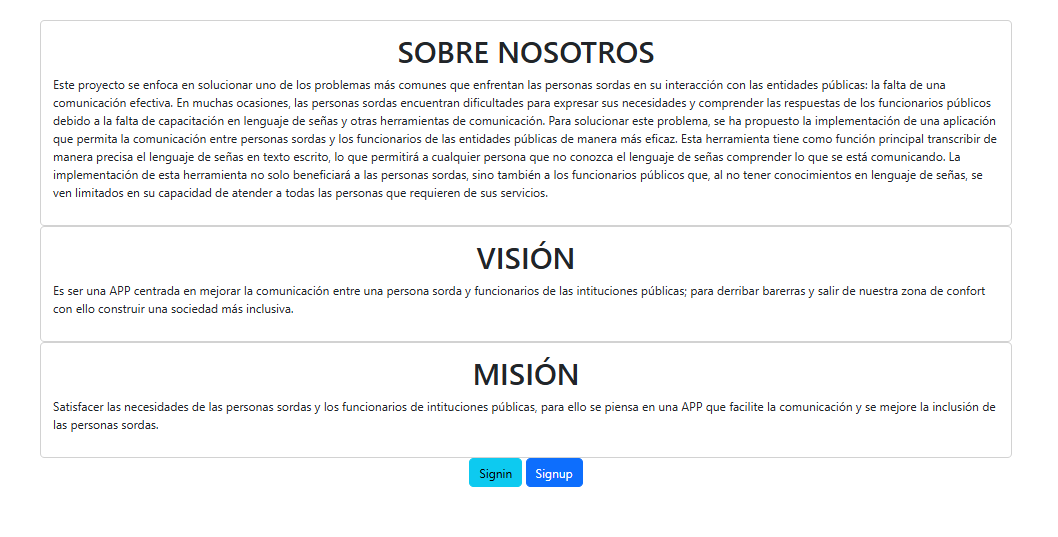 SOBRE NOSOTROS
Este proyecto se enfoca en solucionar uno de los problemas más comunes que enfrentan las personas sordas en su interacción con las entidades públicas: la falta de una
comunicación efectiva. En muchas ocasiones, las personas sordas encuentran dificultades para expresar sus necesidades y comprender las respuestas de los funcionarios públicos
debido a la falta de capacitación en lenguaje de señas y otras herramientas de comunicación. Para solucionar este problema, se ha propuesto la implementación de una aplicación
que permita la comunicación entre personas sordas y los funcionarios de las entidades públicas de manera más eficaz. Esta herramienta tiene como función principal transcribir de
manera precisa el lenguaje de señas en texto escrito, lo que permitirá a cualquier persona que no conozca el lenguaje de señas comprender lo que se está comunicando. La
implementación de esta herramienta no solo beneficiará a las personas sordas, sino también a los funcionarios públicos que, al no tener conocimientos en lenguaje de señas, se
ven limitados en su capacidad de atender a todas las personas que requieren de sus servicios.
VISIÓN
Es ser una APP centrada en mejorar la comunicación entre una persona sorda y funcionarios de las intituciones públicas; para derribar barerras y salir de nuestra zona de confort
con ello construir una sociedad más inclusiva.
MISIÓN
Satisfacer las necesidades de las personas sordas y los funcionarios de intituciones públicas, para ello se piensa en una APP que facilite la comunicación y se mejore la inclusión de
las personas sordas.
Signin Signup